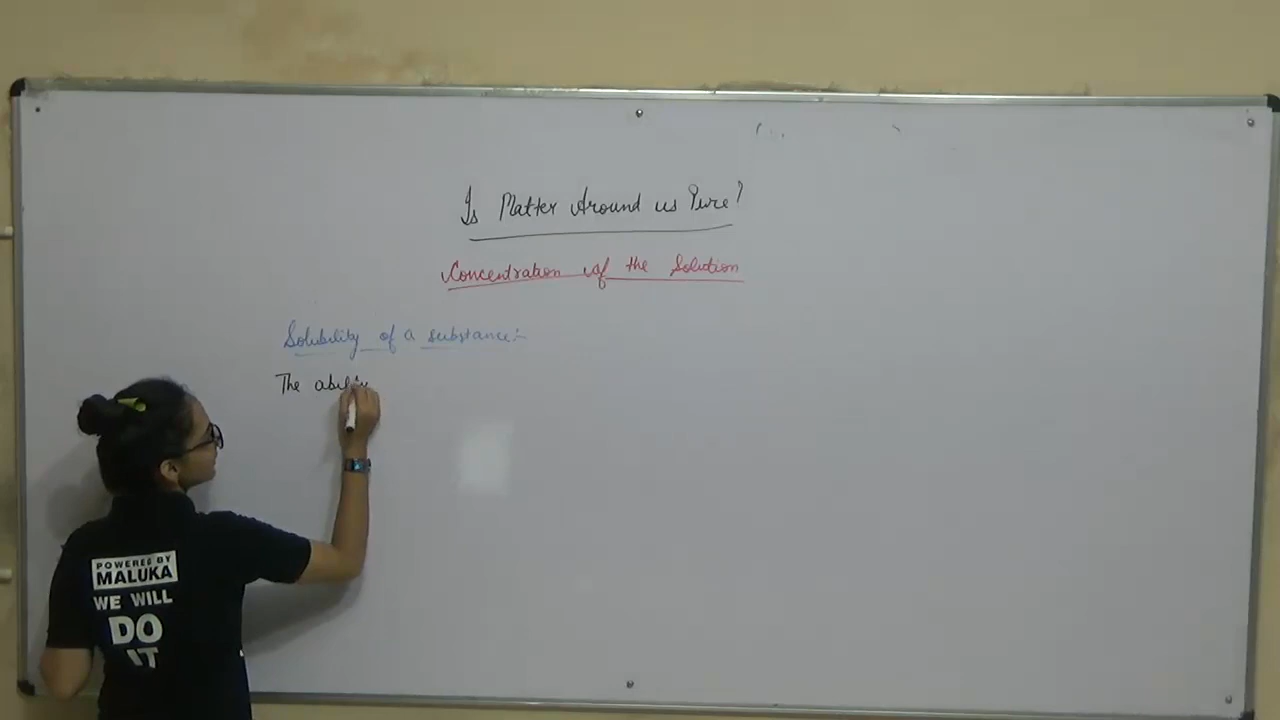 Is Matter Around us Pure?
Concentration of the Solution
Solubility of a substance:-
The ability
POWERED BY
MALUKA
WE WILL
DO
IT